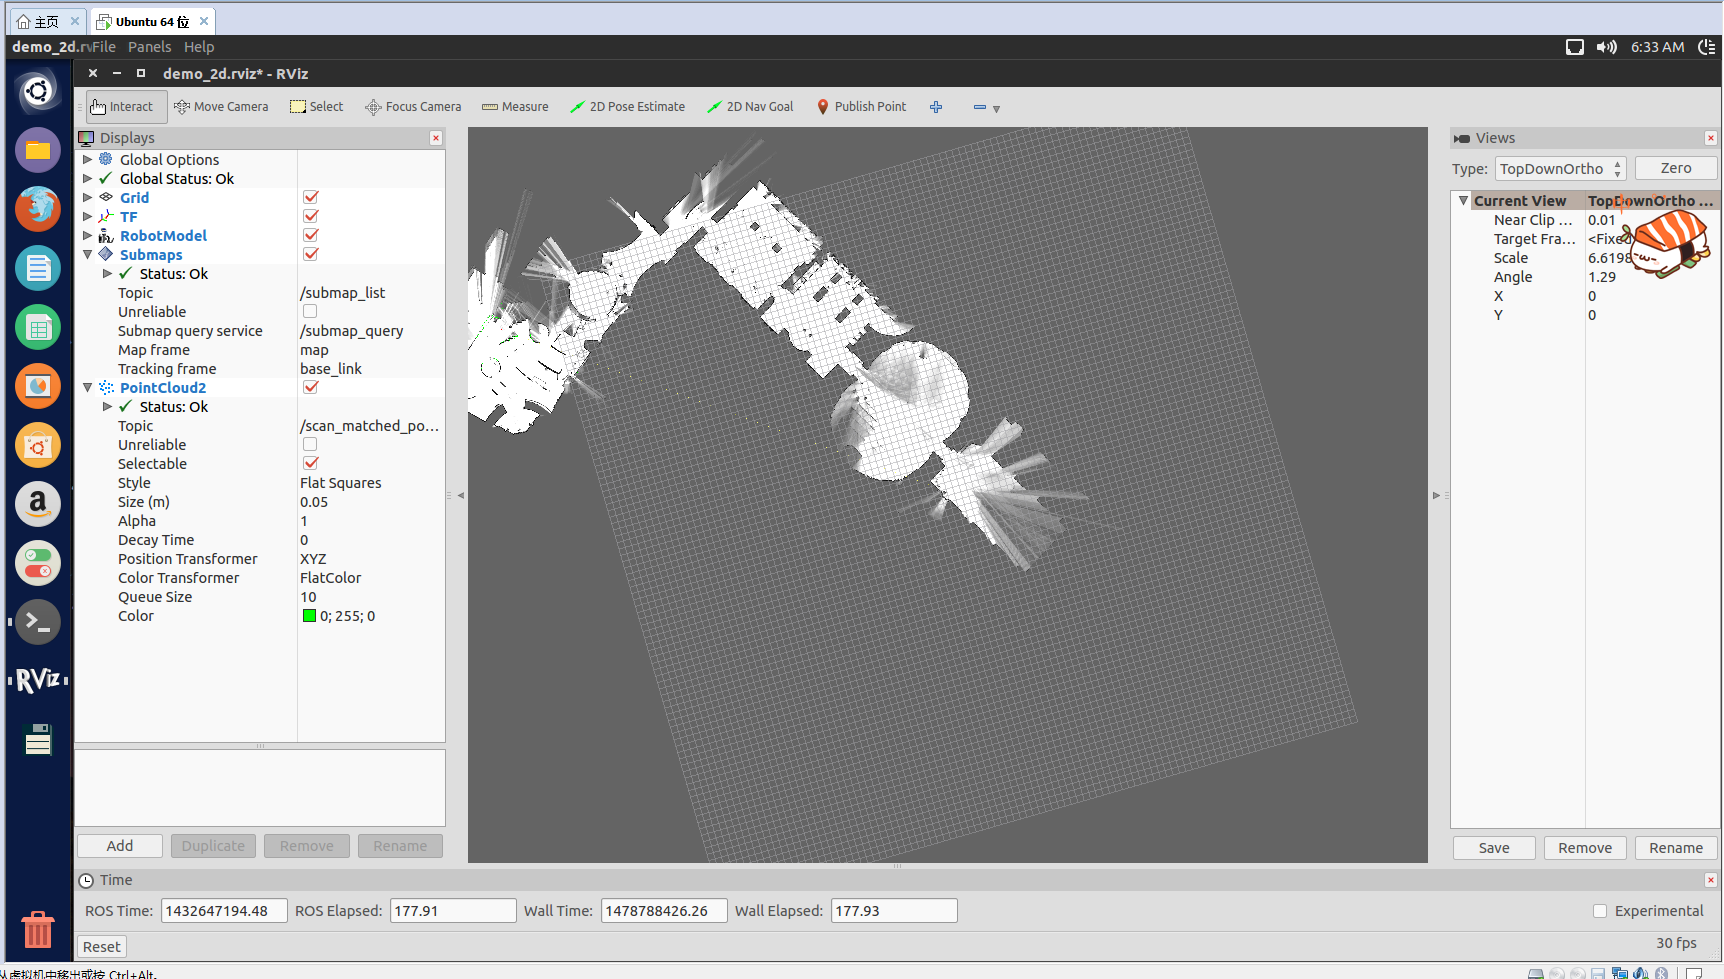 主页
Ubuntu 64 位
demo_2d.rv File Panels Help
6:33 AM
demo_2d.rviz* - RViz
Interact Move Camera Select Focus Camera Measure 2D Pose Estimate 2D Nav Goal Publish Point
Displays
Global Options
Global Status: Ok
Grid
TF
RobotModel
Submaps
Status: Ok
Topic /submap_list
Unreliable
Submap query service /submap_query
Map frame map
Tracking frame base_link
PointCloud2
Status: Ok
Topic /scan_matched_po...
Unreliable
Selectable
Style Flat Squares
Size (m) 0.05
Alpha 1
Decay Time 0
Position Transformer XYZ
Color Transformer FlatColor
Queue Size 10
Color 0; 255; 0
Add Duplicate Remove Rename
Views
Type: TopDownOrtho Zero
Current View TopDownOrtho ...
Near Clip ... 0.01
Target Fra... <Fixed
Scale 6.6198
Angle 1.29
X 0
Y 0
Save Remove Rename
a
RViz
Time
ROS Time: 1432647194.48 ROS Elapsed: 177.91 Wall Time: 1478788426.26 Wall Elapsed: 177.93 Experimental
Reset
30 fps
从虚拟机中移出或按 Ctrl+Alt。